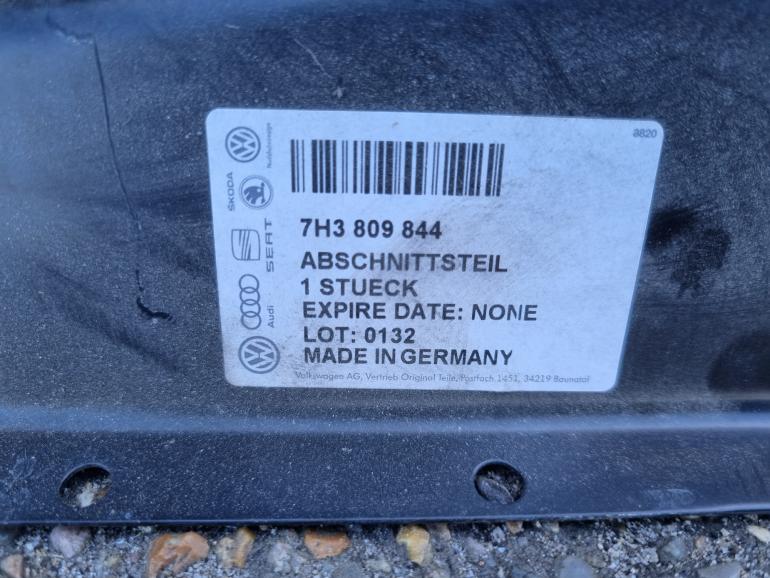 8820
Nutzfahrzeuge
ŠKODA
SEAT
Audi
7H3 809 844
ABSCHNITTSTEIL
1 STUECK
EXPIRE DATE: NONE
LOT: 0132
MADE IN GERMANY
Volkswagen AG, Vertrieb Original Teile, Postfach 1451, 34219 Baunatal